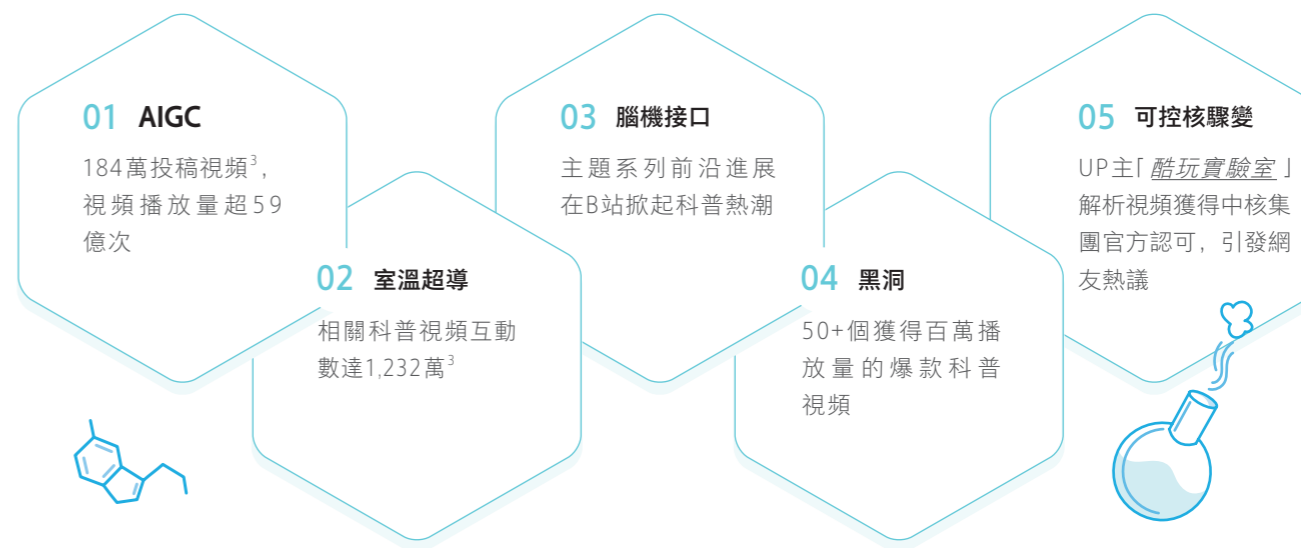 01 AIGC
184萬投稿視頻3，
視頻播放量超59
億次
02 室溫超導
相關科普視頻互動
數達1,232萬3
03 腦機接口
主題系列前沿進展
在B站掀起科普熱潮
04 黑洞
50+個獲得百萬播
放量的爆款科普
視頻
05 可控核驟變
UP主「酷玩實驗室」
解析視頻獲得中核集
團官方認可，引發網
友熱議